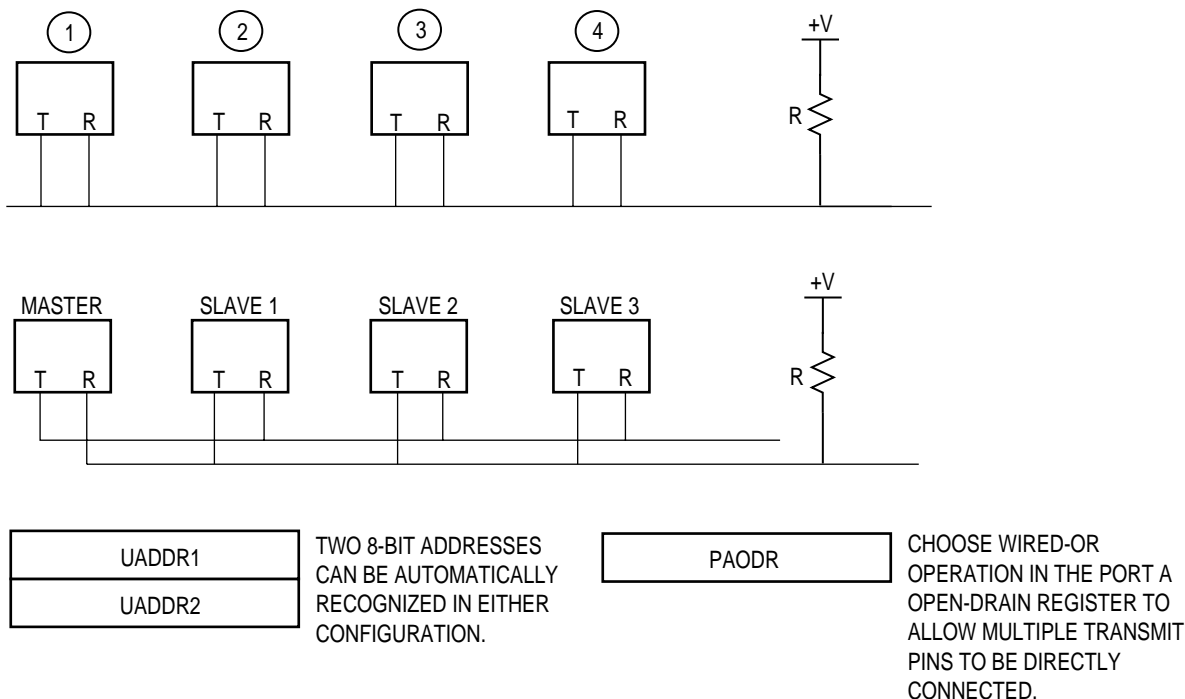 1 2 3 4 +V
T R T R T R T R R
MASTER SLAVE 1 SLAVE 2 SLAVE 3 +V
T R T R T R T R R
UADDR1
UADDR2
TWO 8-BIT ADDRESSES
CAN BE AUTOMATICALLY
RECOGNIZED IN EITHER
CONFIGURATION.
PAODR
CHOOSE WIRED-OR
OPERATION IN THE PORT A
OPEN-DRAIN REGISTER TO
ALLOW MULTIPLE TRANSMIT
PINS TO BE DIRECTLY
CONNECTED.